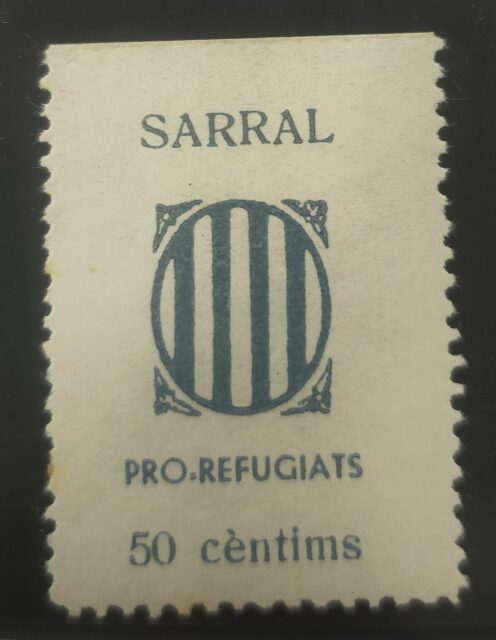 SARRAL
PRO-REFUGIATS
50 cèntims